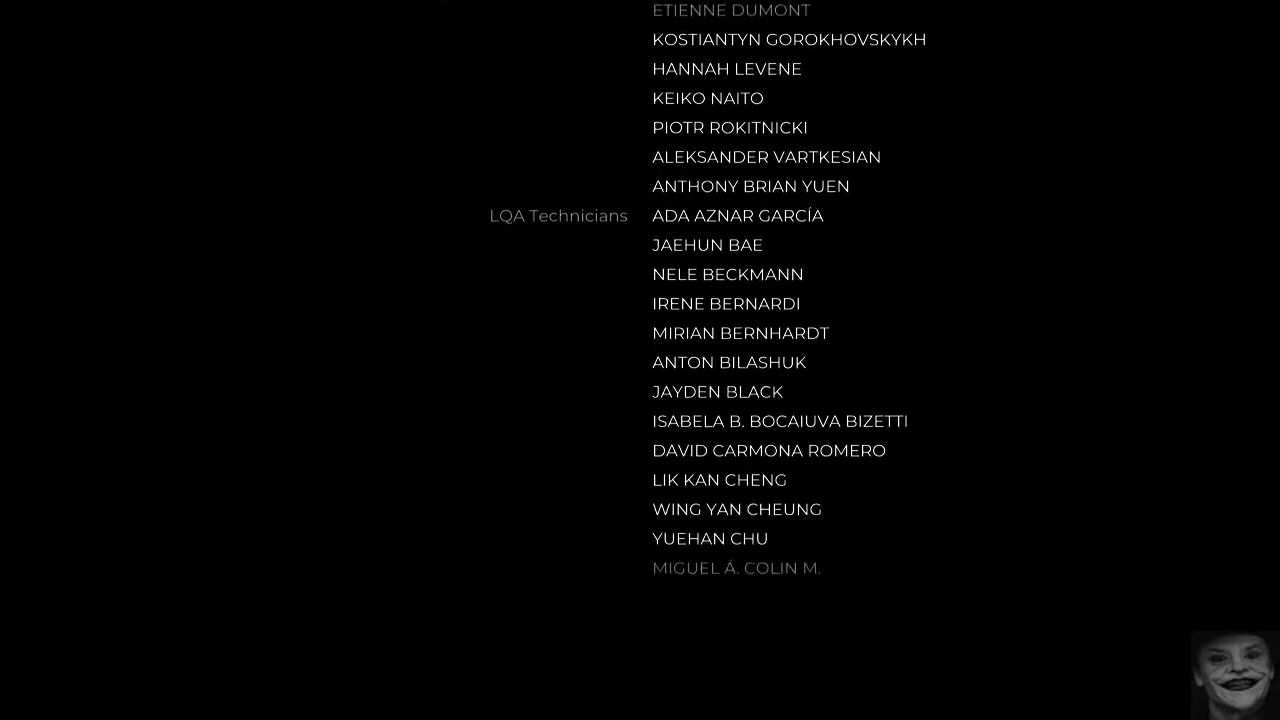 ETIENNE DUMONT
KOSTIANTYN GOROKHOVSKYKH
HANNAH LEVENE
KEIKO NAITO
PIOTR ROKITNICKI
ALEKSANDER VARTKESIAN
ANTHONY BRIAN YUEN
LQA Technicians ADA AZNAR GARCÍA
JAEHUN BAE
NELE BECKMANN
IRENE BERNARDI
MIRIAN BERNHARDT
ANTON BILASHUK
JAYDEN BLACK
ISABELA B. BOCAIUVA BIZETTI
DAVID CARMONA ROMERO
LIK KAN CHENG
WING YAN CHEUNG
YUEHAN CHU
MIGUEL Á. COLIN M.